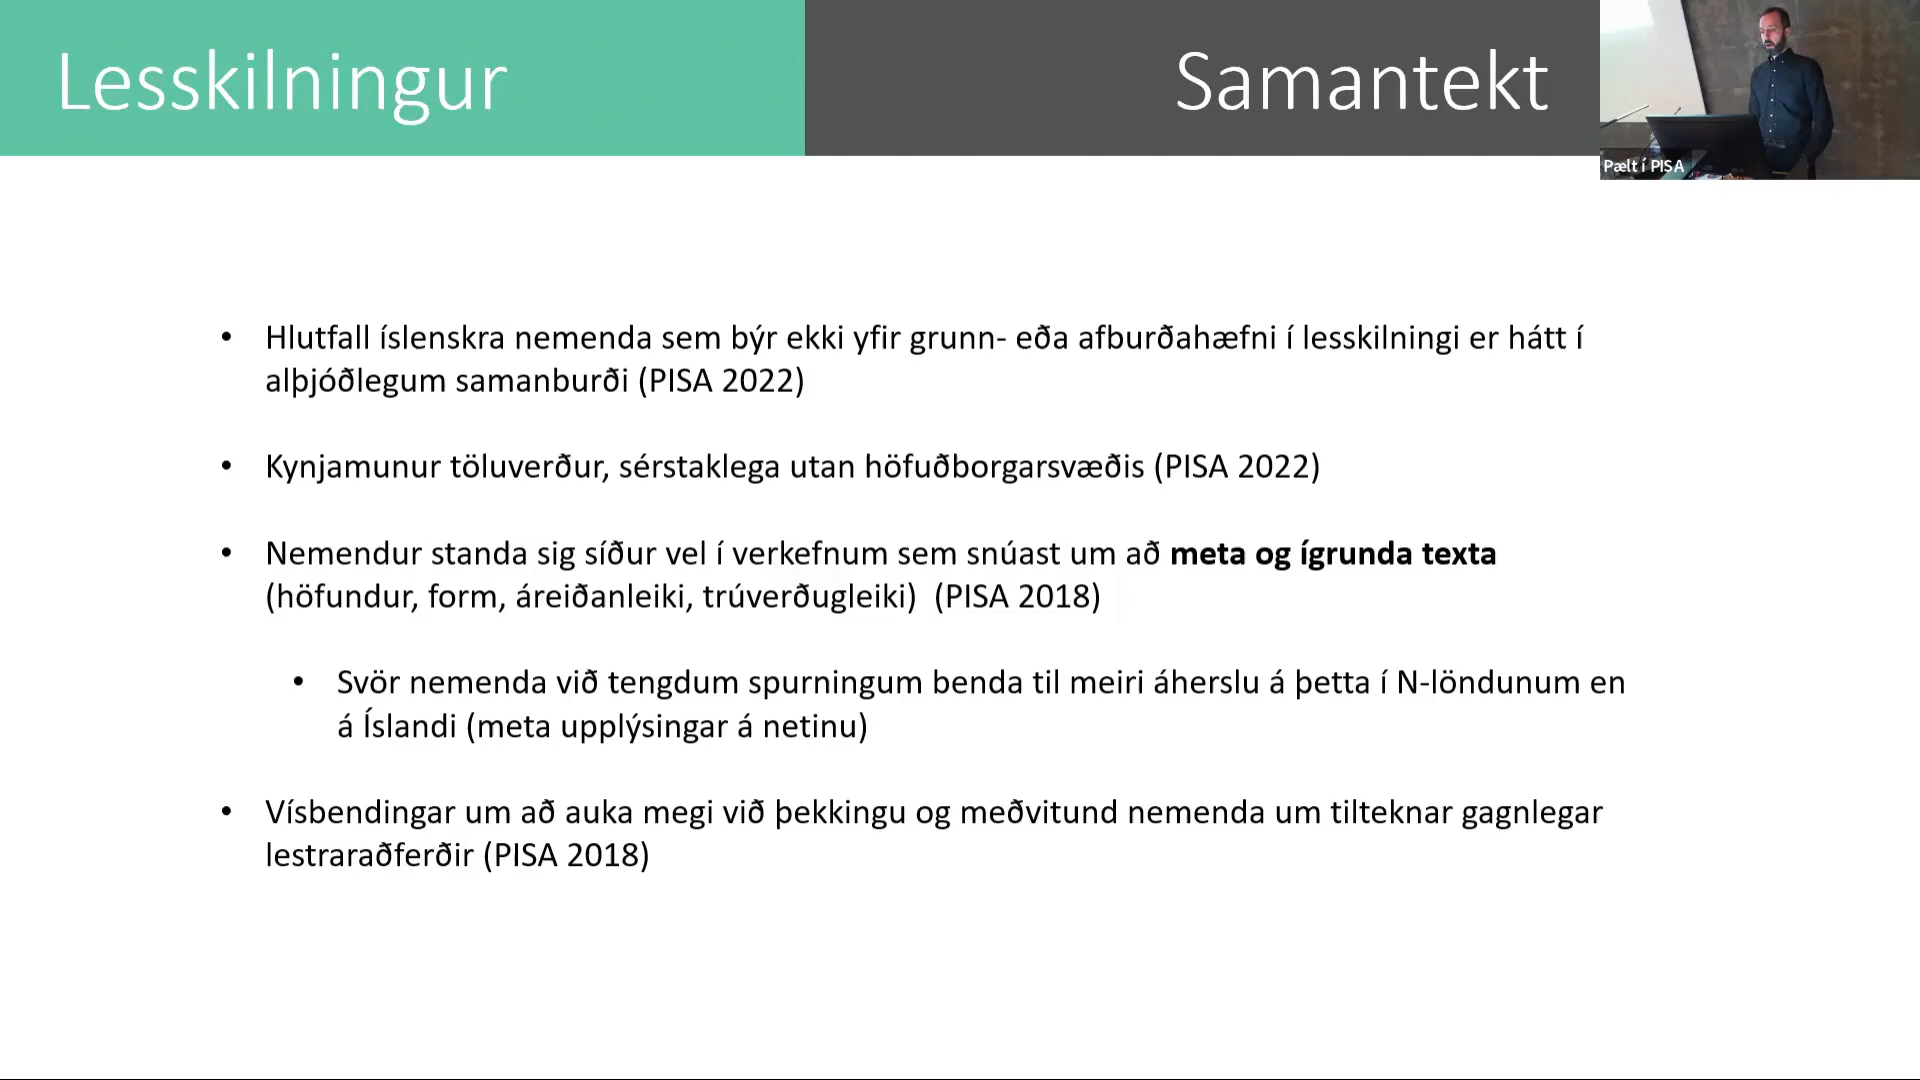 Lesskilningur
Samantekt
Pælt í PISA
• Hlutfall íslenskra nemenda sem býr ekki yfir grunn- eða afburðahæfni í lesskilningi er hátt í
alþjóðlegum samanburði (PISA 2022)
• Kynjamunur töluverður, sérstaklega utan höfuðborgarsvæðis (PISA 2022)
• Nemendur standa sig síður vel í verkefnum sem snúast um að meta og ígrunda texta
(höfundur, form, áreiðanleiki, trúverðugleiki) (PISA 2018)
• Svör nemenda við tengdum spurningum benda til meiri áherslu á þetta í N-löndunum en
á Íslandi (meta upplýsingar á netinu)
• Vísbendingar um að auka megi við þekkingu og meðvitund nemenda um tilteknar gagnlegar
lestraraðferðir (PISA 2018)